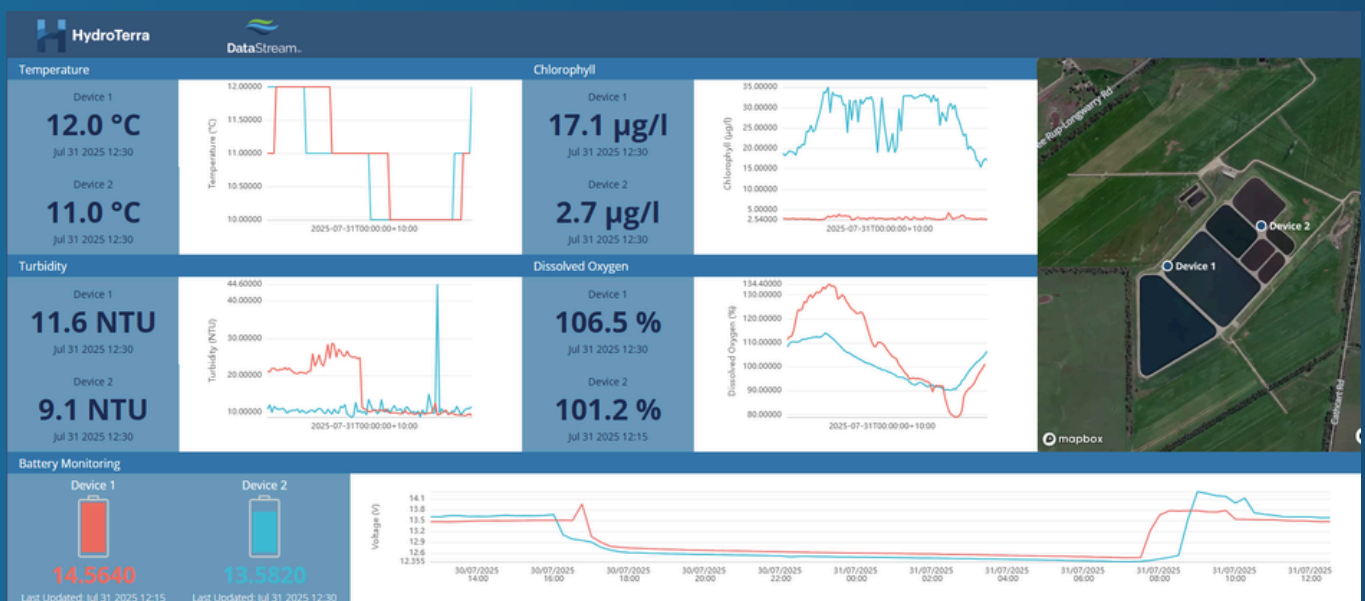 HydroTerra
DataStream
Temperature
Device 1
12.0 °C
Jul 31 2025 12:30
Device 2
11.0 °C
Jul 31 2025 12:30
Temperature (°C)
12.00000
11.50000
11.00000
10.50000
10.00000
2025-07-31T00:00:00+10:00
Chlorophyll
Device 1
17.1 µg/l
Jul 31 2025 12:30
Device 2
2.7 µg/l
Jul 31 2025 12:30
Chlorophyll (µg/l)
35.00000
30.00000
25.00000
20.00000
15.00000
10.00000
5.00000
2.54000
2025-07-31T00:00:00+10:00
ee Rup-Longwarry Rd
Device 2
Device 1
Cathcart Rd
mapbox
Turbidity
Device 1
11.6 NTU
Jul 31 2025 12:30
Device 2
9.1 NTU
Jul 31 2025 12:30
Turbidity (NTU)
44.60000
40.00000
30.00000
20.00000
10.00000
2025-07-31T00:00:00+10:00
Dissolved Oxygen
Device 1
106.5 %
Jul 31 2025 12:30
Device 2
101.2 %
Jul 31 2025 12:15
Dissolved Oxygen (%)
134.40000
130.00000
120.00000
110.00000
100.00000
90.00000
80.00000
2025-07-31T00:00:00+10:00
Battery Monitoring
Device 1
14.5640
Last Updated: Jul 31 2025 12:15
Device 2
13.5820
Last Updated: Jul 31 2025 12:30
Voltage (V)
14.1
13.8
13.5
13.2
12.9
12.6
12.355
30/07/2025 30/07/2025 30/07/2025 30/07/2025 30/07/2025 31/07/2025 31/07/2025 31/07/2025 31/07/2025 31/07/2025 31/07/2025 31/07/2025
14:00 16:00 18:00 20:00 22:00 00:00 02:00 04:00 06:00 08:00 10:00 12:00